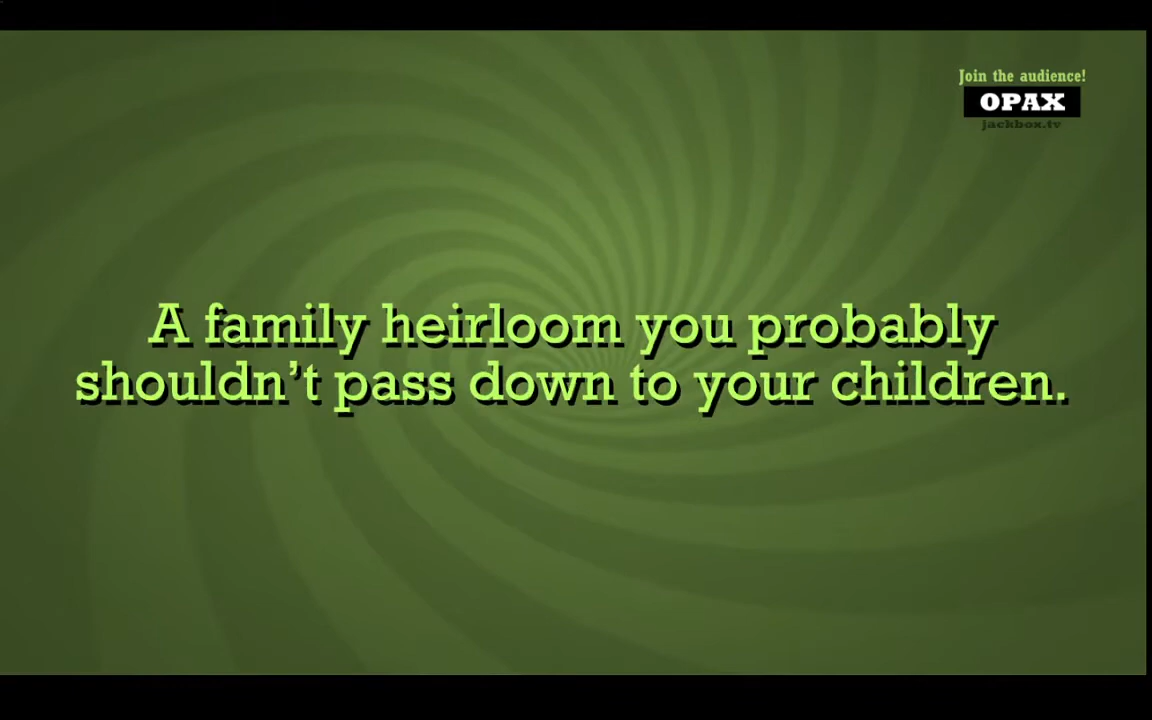 Join the audience!
OPAX
jackbox.tv
A family heirloom you probably
shouldn’t pass down to your children.